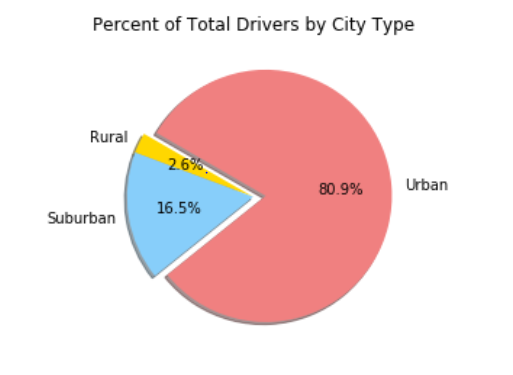 Percent of Total Drivers by City Type
Rural
2.6%
80.9%
Urban
16.5%
Suburban